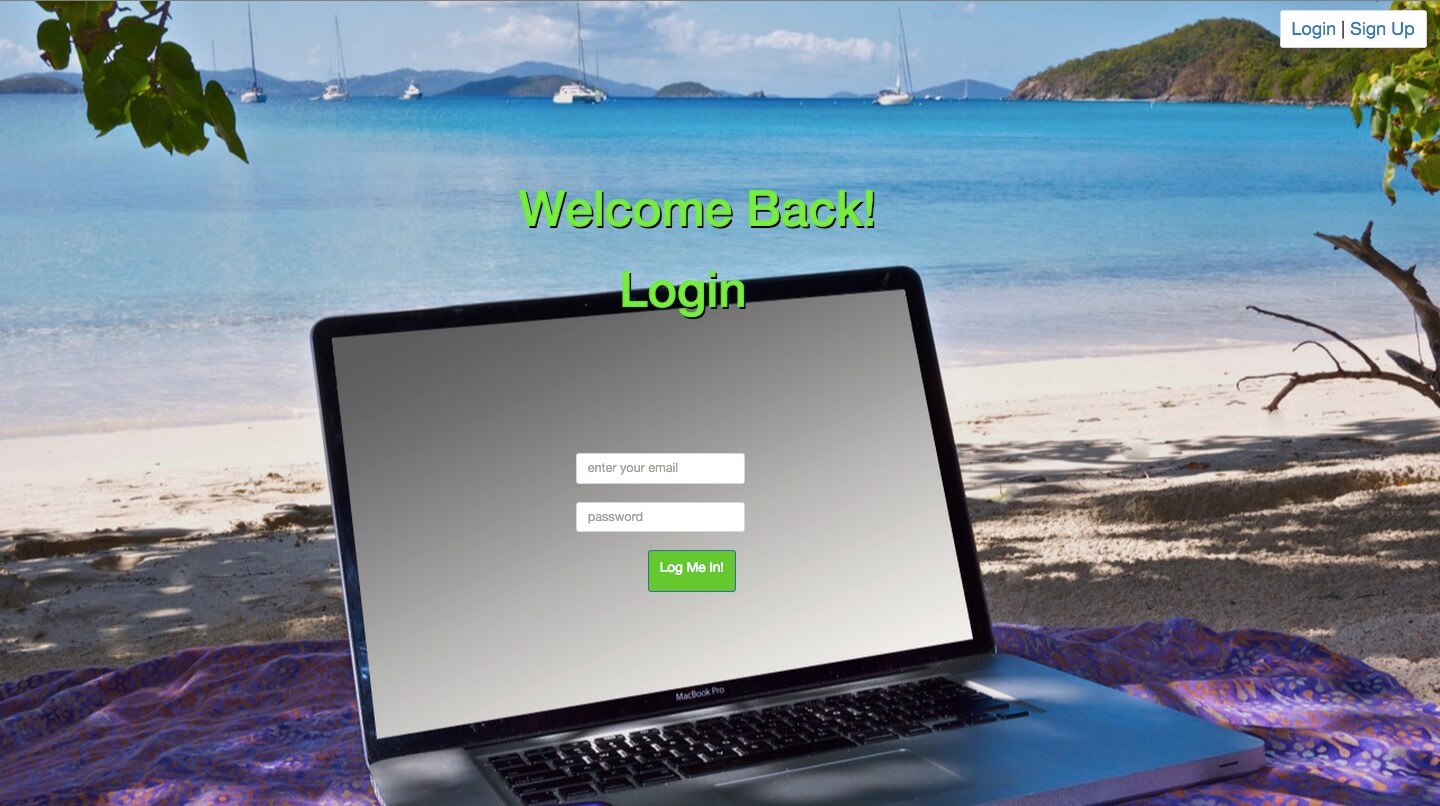 Login | Sign Up
Welcome Back!
Login
enter your email
password
Log Me In!
MacBook Pro